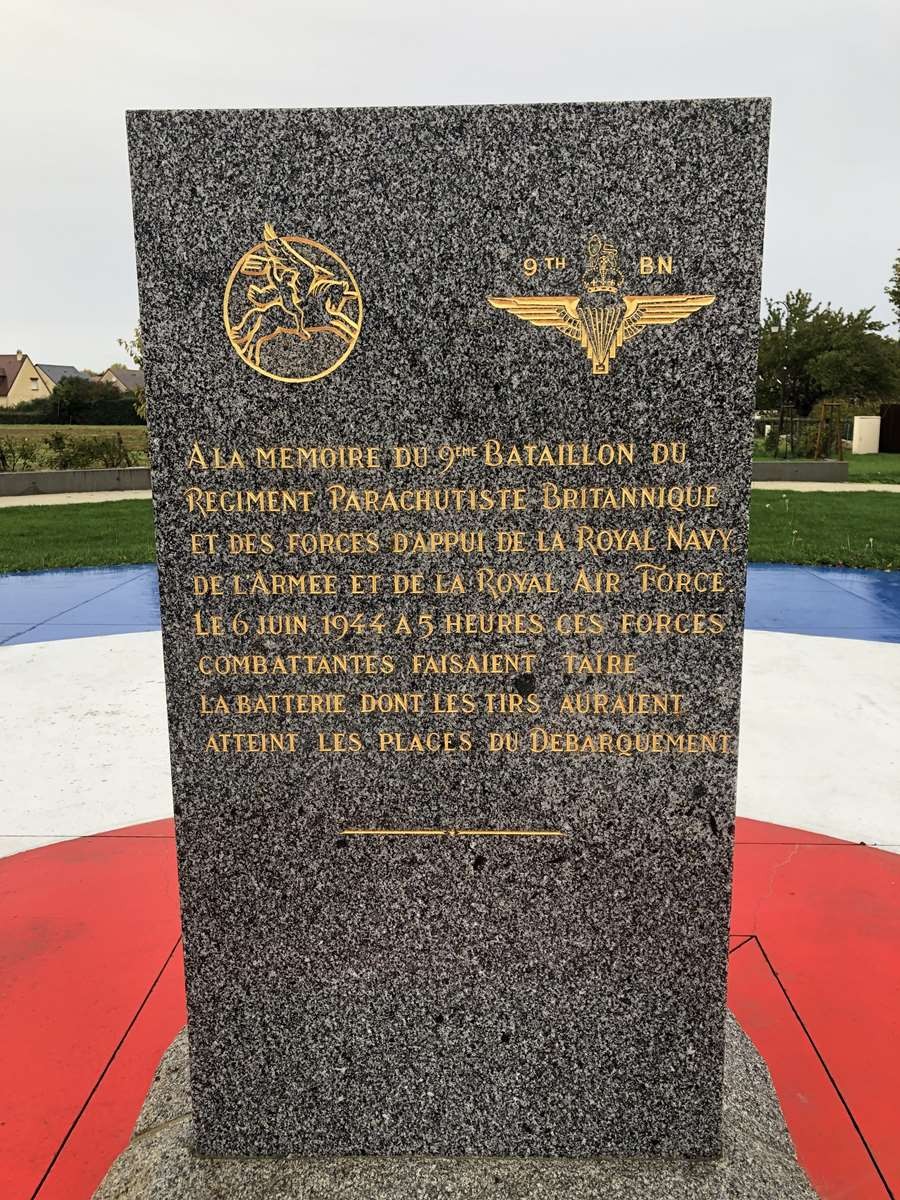 9TH BN
A LA MEMOIRE DU 9EME BATAILLON DU
REGIMENT PARACHUTISTE BRITANNIQUE
ET DES FORCES D'APPUI DE LA ROYAL NAVY
DE L'ARMEE ET DE LA ROYAL AIR FORCE
LE 6 JUIN 1944 A 5 HEURES CES FORCES
COMBATTANTES FAISAIENT TAIRE
LA BATTERIE DONT LES TIRS AURAIENT
ATTEINT LES PLAGES DU DEBARQUEMENT